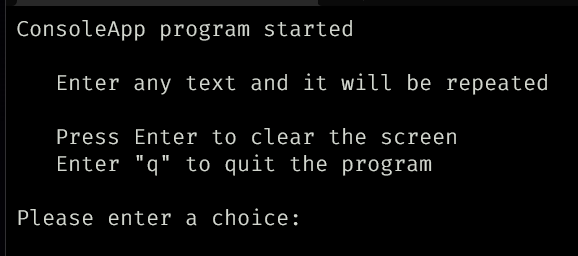 ConsoleApp program started
Enter any text and it will be repeated
Press Enter to clear the screen
Enter "q" to quit the program
Please enter a choice: